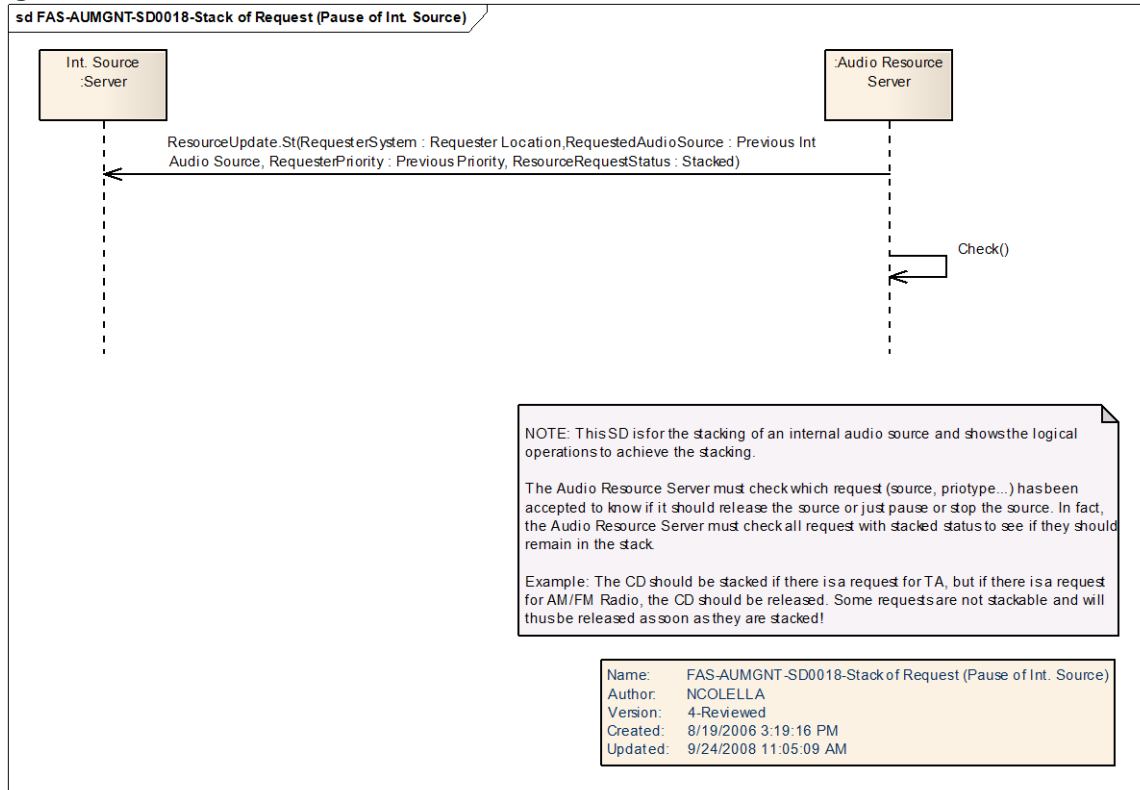 sd FAS-AUMGNT-SD0018-Stack of Request (Pause of Int. Source)
Int. Source
:Server
:Audio Resource
Server
ResourceUpdate.St(RequesterSystem : Requester Location,RequestedAudioSource : Previous Int
Audio Source, RequesterPriority : Previous Priority, ResourceRequestStatus : Stacked)
Check()
NOTE: This SD is for the stacking of an internal audio source and shows the logical
operations to achieve the stacking.
The Audio Resource Server must check which request (source, priotype...) has been
accepted to know if it should release the source or just pause or stop the source. In fact,
the Audio Resource Server must check all request with stacked status to see if they should
remain in the stack.
Example: The CD should be stacked if there is a request for TA, but if there is a request
for AM/FM Radio, the CD should be released. Some requests are not stackable and will
thus be released as soon as they are stacked!
Name: FAS-AUMGNT-SD0018-Stack of Request (Pause of Int. Source)
Author: NCOLELLA
Version: 4-Reviewed
Created: 8/19/2006 3:19:16 PM
Updated: 9/24/2008 11:05:09 AM